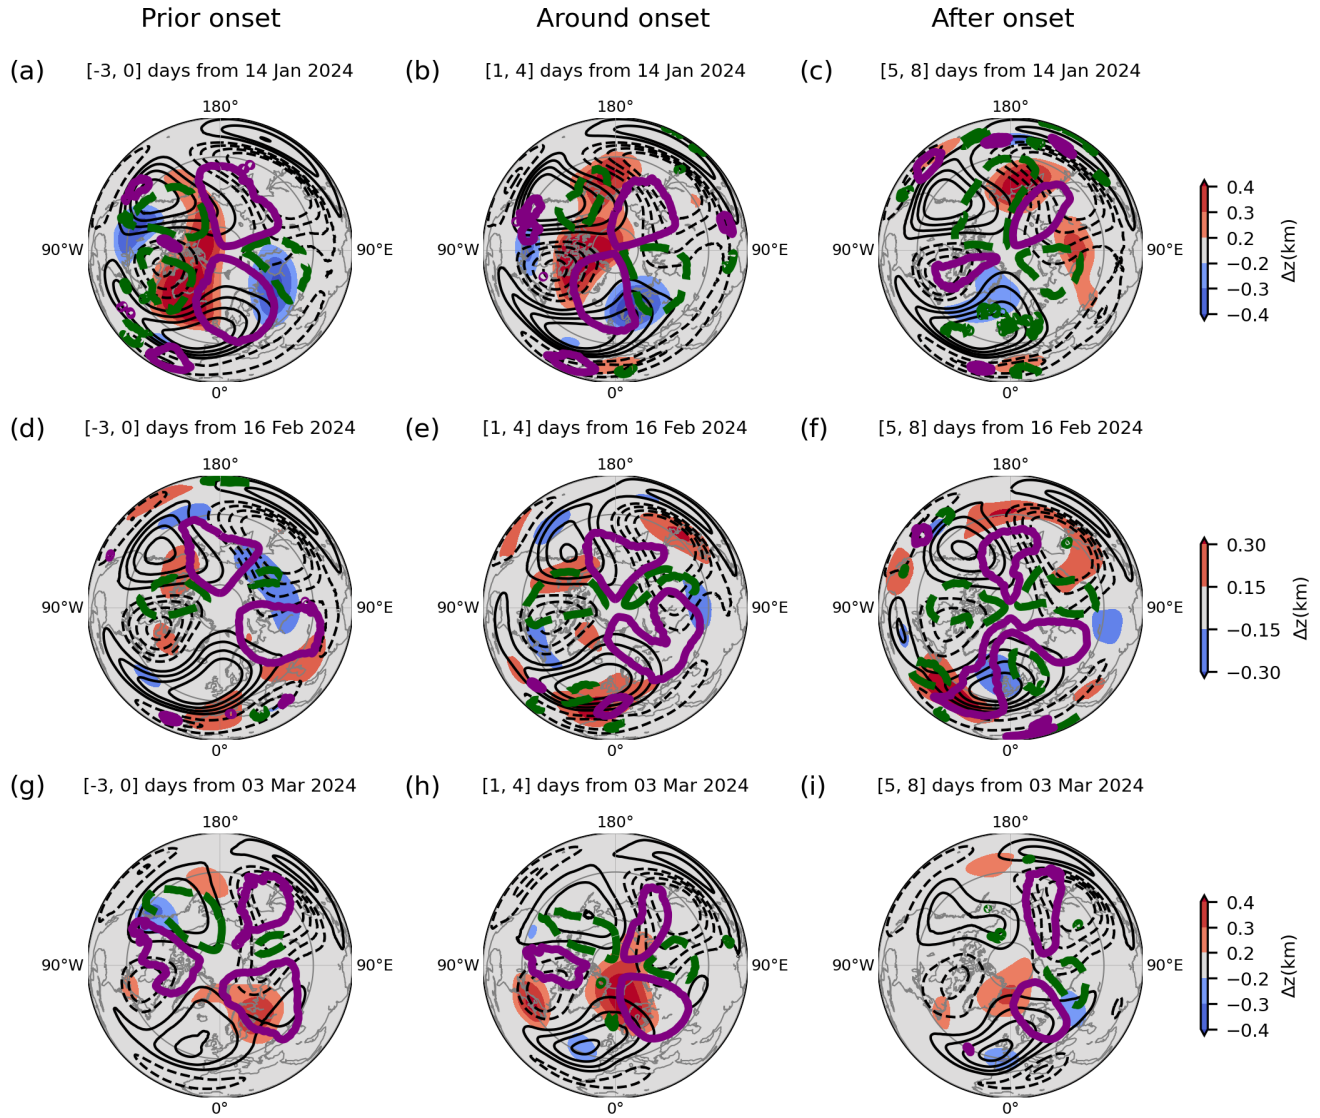 Prior onset
Around onset
After onset
(a)
[-3, 0] days from 14 Jan 2024
(b)
[1, 4] days from 14 Jan 2024
(c)
[5, 8] days from 14 Jan 2024
180°
180°
180°
90°W
90°E
90°W
90°E
90°W
90°E
0°
0°
0°
0.4
0.3
0.2
−0.2
−0.3
−0.4
Δz(km)
(d)
[-3, 0] days from 16 Feb 2024
(e)
[1, 4] days from 16 Feb 2024
(f)
[5, 8] days from 16 Feb 2024
180°
180°
180°
90°W
90°E
90°W
90°E
90°W
90°E
0°
0°
0°
0.30
0.15
−0.15
−0.30
Δz(km)
(g)
[-3, 0] days from 03 Mar 2024
(h)
[1, 4] days from 03 Mar 2024
(i)
[5, 8] days from 03 Mar 2024
180°
180°
180°
90°W
90°E
90°W
90°E
90°W
90°E
0°
0°
0°
0.4
0.3
0.2
−0.2
−0.3
−0.4
Δz(km)